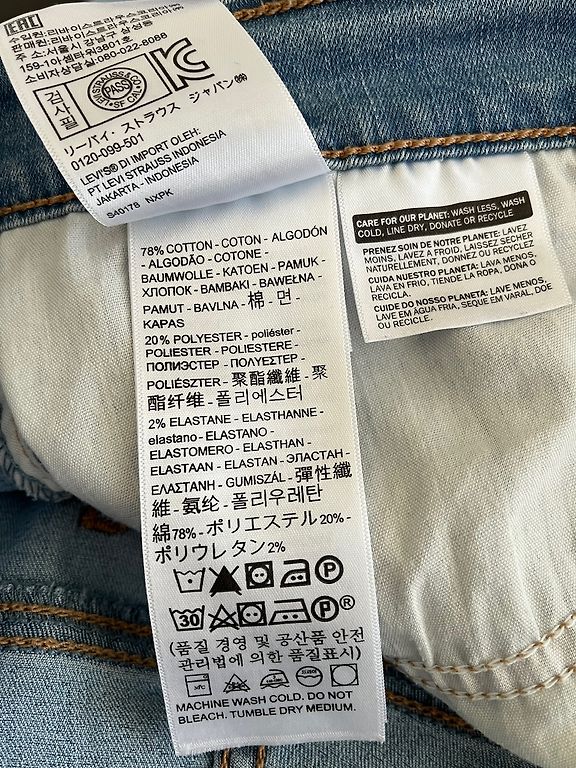 EAC
수입원:리바이스트라우스코리아(유)
판매원:리바이스트라우스코리아(유)
주 소:서울시 강남구 삼성동
159-1아셈타워3601호
소비자상담실:080-022-8088
검사필
LEVI STRAUSS & CO
PASS
SF CAL
KC
リーバイ. ストラウス ジャパン㈱
0120-099-501
LEVI'S® DI IMPORT OLEH:
PT LEVI STRAUSS INDONESIA
JAKARTA - INDONESIA
S40178 NXPK
78% COTTON - COTON - ALGODÓN
- ALGODÃO - COTONE -
BAUMWOLLE - KATOEN - PAMUK -
ХЛОПОК - BAMBAKI - BAWEŁNA -
PAMUT - BAVLNA - 棉 - 면 -
KAPAS
20% POLYESTER - poliéster -
POLIESTER - POLIESTERE -
ПОЛИЭСТЕР - ΠΟΛΥΕΣΤΕΡ -
POLIÉSZTER - 聚酯纖維 - 聚
酯纤维 - 폴리에스터
2% ELASTANE - ELASTHANNE -
elastano - ELASTANO -
ELASTOMERO - ELASTHAN -
ELASTAAN - ELASTAN - ЭЛАСТАН -
ΕΛΑΣΤΑΝΗ - GUMISZÁL - 彈性纖
維 - 氨纶 - 폴리우레탄
綿78% - ポリエステル20% -
ポリウレタン2%
P
30 P ®
(품질 경영 및 공산품 안전
관리법에 의한 품질표시)
MACHINE WASH COLD. DO NOT
BLEACH. TUMBLE DRY MEDIUM.
CARE FOR OUR PLANET: WASH LESS, WASH
COLD, LINE DRY, DONATE OR RECYCLE
PRENEZ SOIN DE NOTRE PLANETE: LAVEZ
MOINS, LAVEZ A FROID, LAISSEZ SECHER
NATURELLEMENT, DONNEZ OU RECYCLEZ
CUIDA NUESTRO PLANETA: LAVA MENOS,
LAVA EN FRIO, TIENDE LA ROPA, DONA O
RECICLA.
CUIDE DO NOSSO PLANETA: LAVE MENOS,
LAVE EM ÁGUA FRIA, SEQUE EM VARAL, DOE
OU RECICLE.